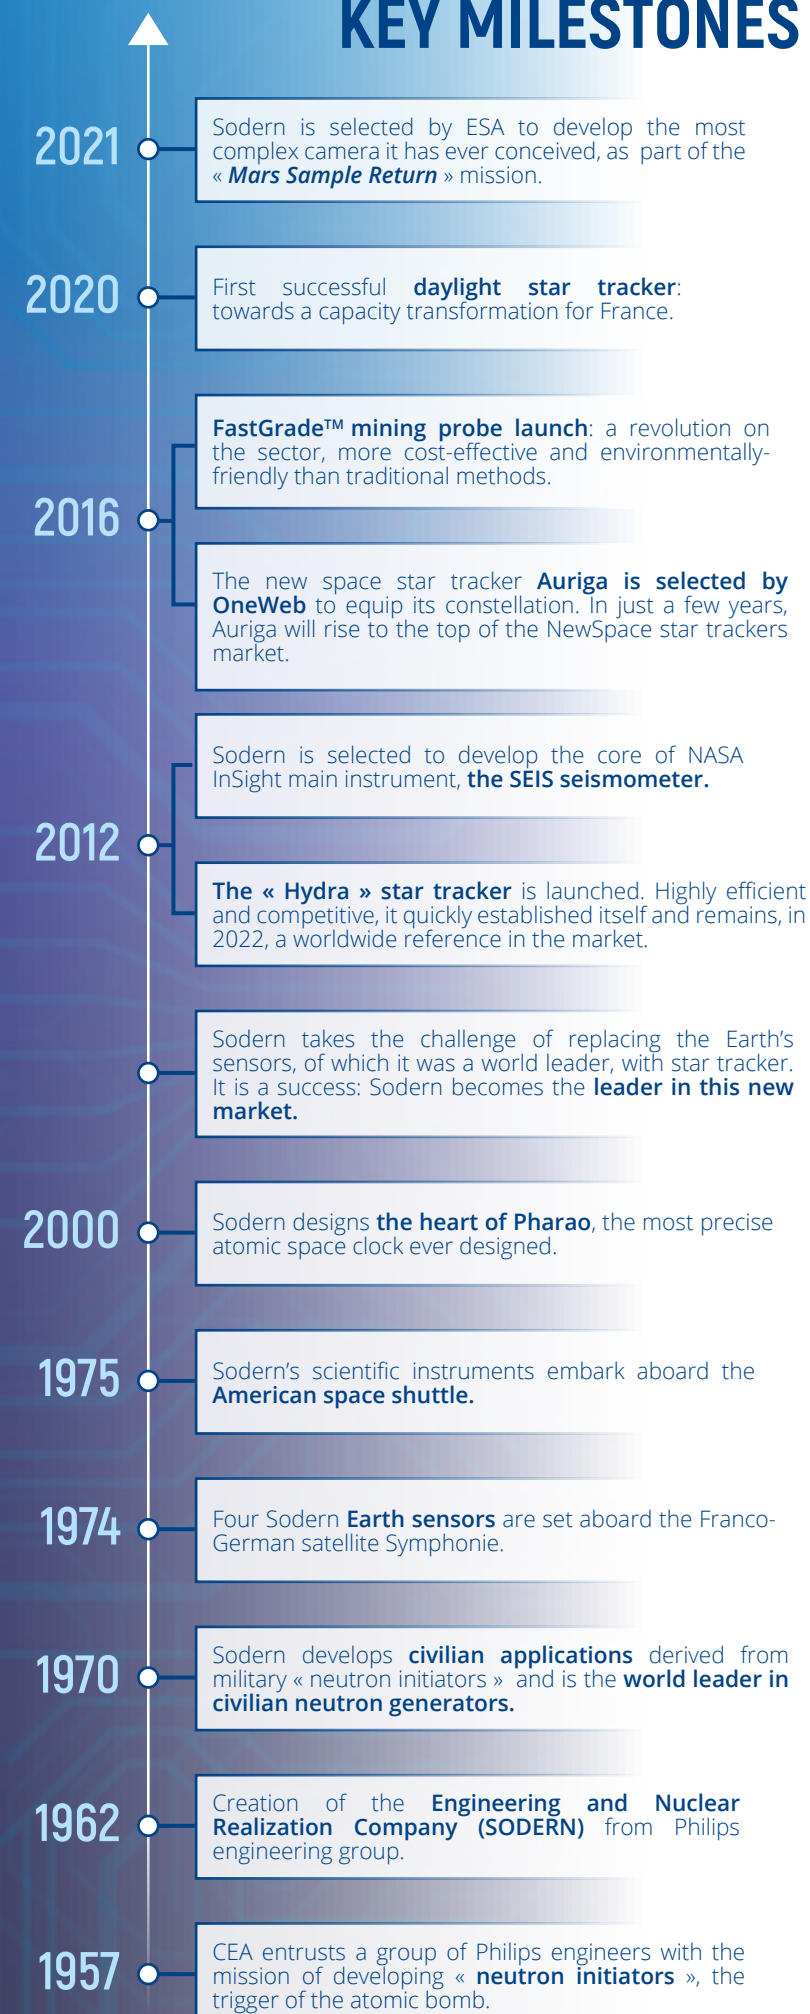 KEY MILESTONES
2021
Sodern is selected by ESA to develop the most
complex camera it has ever conceived, as part of the
« Mars Sample Return » mission.
2020
First successful daylight star tracker:
towards a capacity transformation for France.
2016
FastGrade™ mining probe launch: a revolution on
the sector, more cost-effective and environmentally-
friendly than traditional methods.
The new space star tracker Auriga is selected by
OneWeb to equip its constellation. In just a few years,
Auriga will rise to the top of the NewSpace star trackers
market.
2012
Sodern is selected to develop the core of NASA
InSight main instrument, the SEIS seismometer.
The « Hydra » star tracker is launched. Highly efficient
and competitive, it quickly established itself and remains, in
2022, a worldwide reference in the market.
Sodern takes the challenge of replacing the Earth’s
sensors, of which it was a world leader, with star tracker.
It is a success: Sodern becomes the leader in this new
market.
2000
Sodern designs the heart of Pharao, the most precise
atomic space clock ever designed.
1975
Sodern’s scientific instruments embark aboard the
American space shuttle.
1974
Four Sodern Earth sensors are set aboard the Franco-
German satellite Symphonie.
1970
Sodern develops civilian applications derived from
military « neutron initiators » and is the world leader in
civilian neutron generators.
1962
Creation of the Engineering and Nuclear
Realization Company (SODERN) from Philips
engineering group.
1957
CEA entrusts a group of Philips engineers with the
mission of developing « neutron initiators », the
trigger of the atomic bomb.